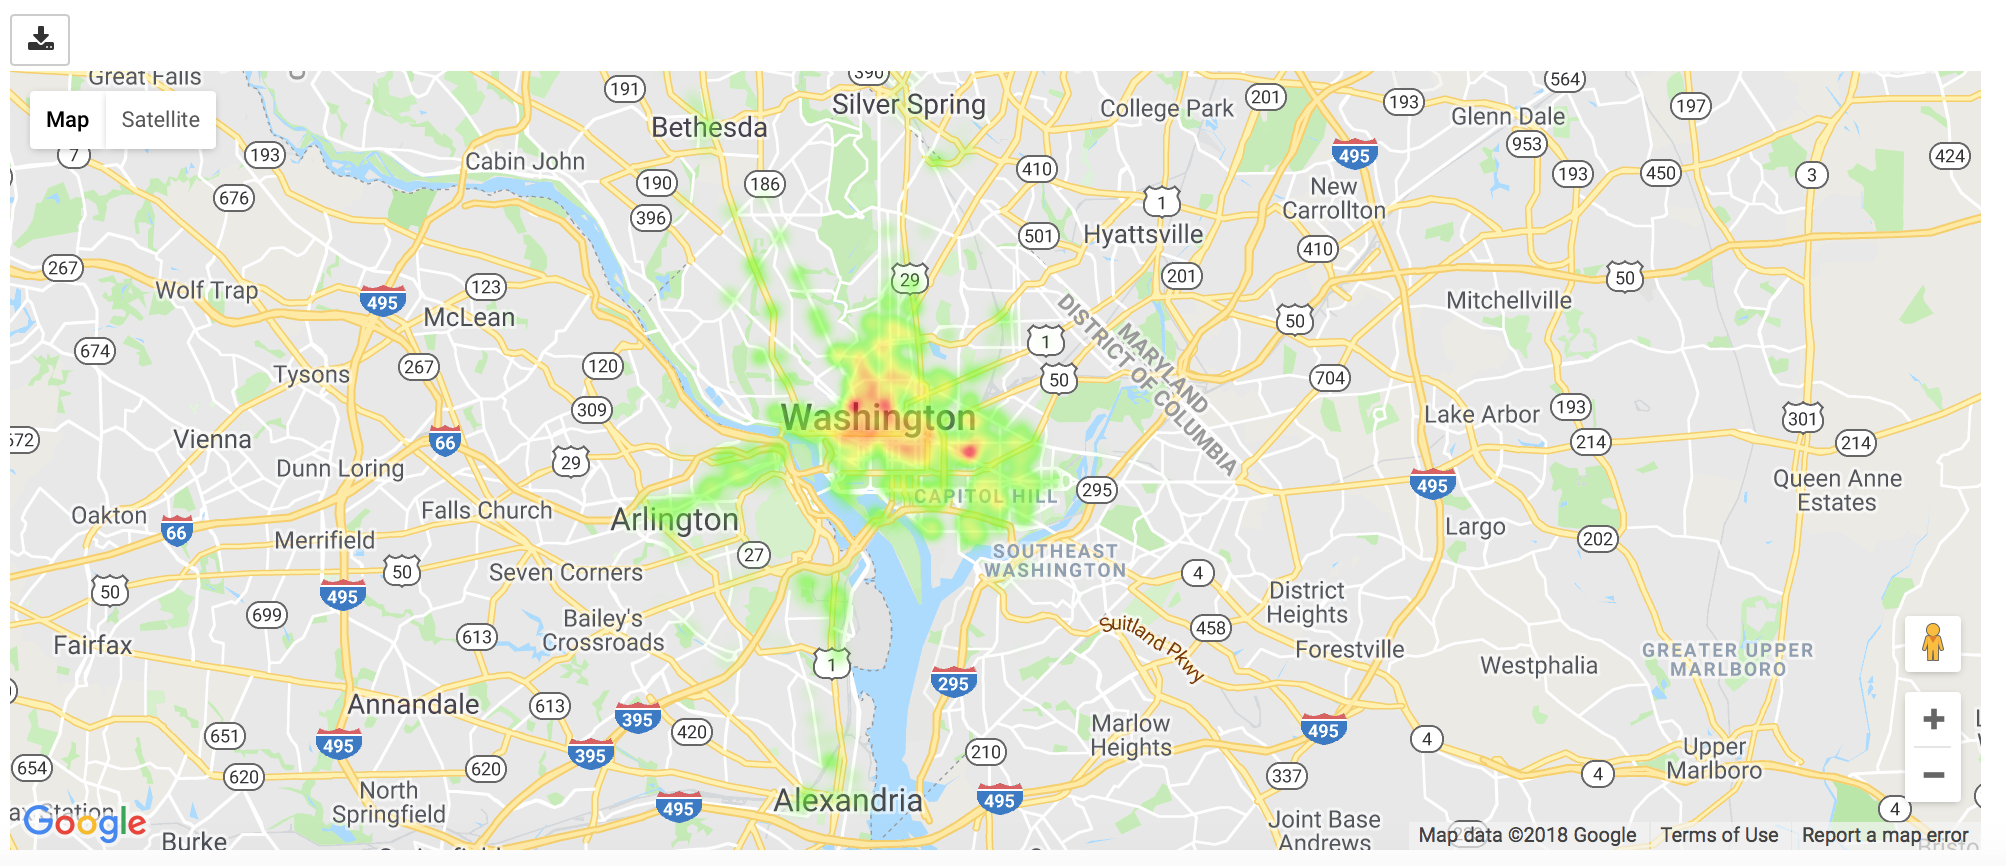 Great Falls
191
390
564
Map Satellite
Silver Spring
College Park
201
193
Glenn Dale
197
Bethesda
7
193
Cabin John
410
495
953
424
676
190
186
193
450
3
396
1
New
Carrollton
501
Hyattsville
410
267
29
201
50
Wolf Trap
495
123
McLean
Mitchellville
50
DISTRICT OF COLUMBIA
MARYLAND
674
Tysons
267
120
1
50
704
309
Washington
Lake Arbor
193
301
Vienna
66
214
214
Dunn Loring
29
295
495
Queen Anne
Estates
CAPITOL HILL
Oakton
66
Falls Church
Arlington
Largo
202
Merrifield
27
SOUTHEAST
WASHINGTON
50
50
Seven Corners
4
495
699
District
Heights
Bailey's
Crossroads
613
Suitland Pkwy
458
Fairfax
1
Forestville
Westphalia
GREATER UPPER
MARLBORO
295
Annandale
613
395
420
Marlow
Heights
495
4
651
495
395
210
Upper
Marlboro
654
620
620
337
4
North
Springfield
495
Alexandria
495
4
Google
Burke
Joint Base
Andrews
Map data ©2018 Google Terms of Use Report a map error